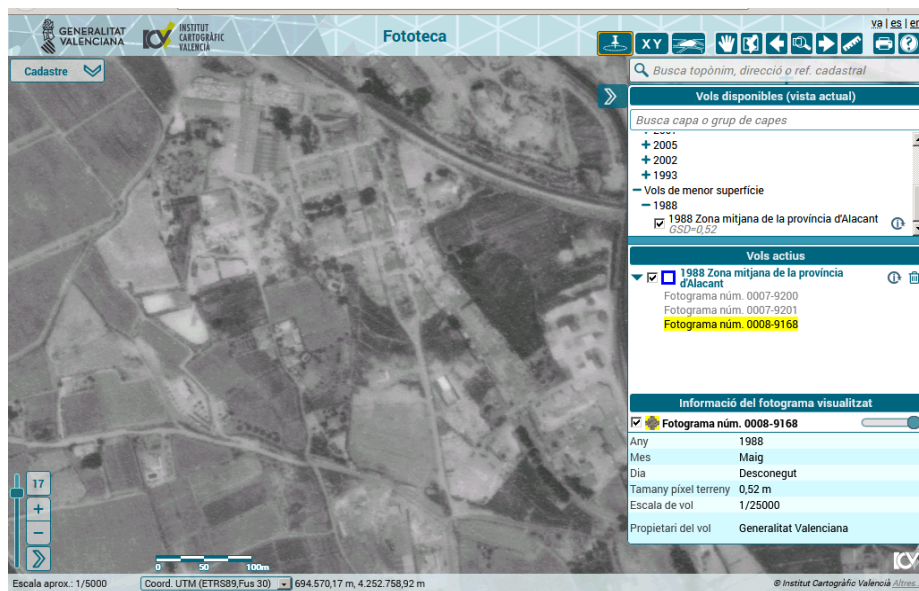 va | es | en
GENERALITAT
VALENCIANA
INSTITUT
CARTOGRÀFIC
VALENCIÀ
Fototeca
X Y
Cadastre
Busca topònim, direcció o ref. cadastral
Vols disponibles (vista actual)
Busca capa o grup de capes
2005
2002
1993
Vols de menor superfície
1988
1988 Zona mitjana de la província d'Alacant
GSD=0,52
Vols actius
1988 Zona mitjana de la província
d'Alacant
Fotograma núm. 0007-9200
Fotograma núm. 0007-9201
Fotograma núm. 0008-9168
Informació del fotograma visualitzat
Fotograma núm. 0008-9168
Any 1988
Mes Maig
Dia Desconegut
Tamany píxel terreny 0,52 m
Escala de vol 1/25000
Propietari del vol Generalitat Valenciana
17
0 50 100m
Escala aprox.: 1/5000 Coord. UTM (ETRS89,Fus 30) 694.570,17 m, 4.252.758,92 m © Institut Cartogràfic Valencià Altres...